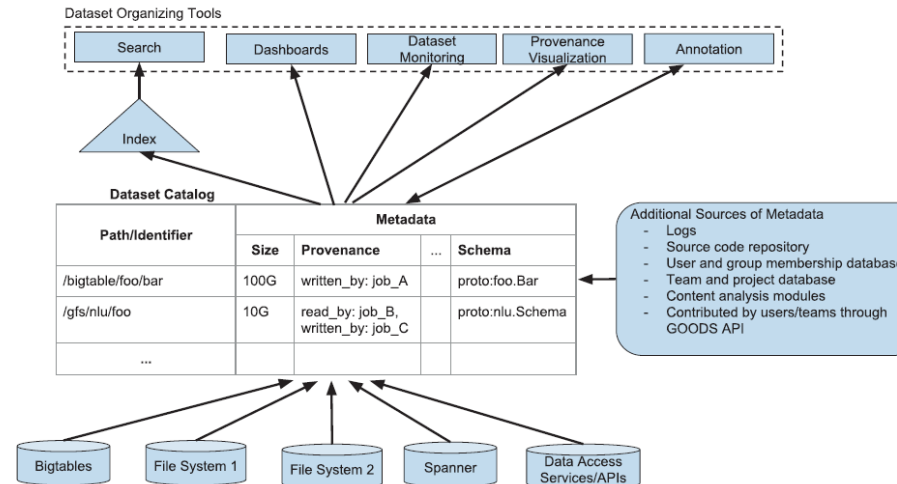 Dataset Organizing Tools
Search
Dashboards
Dataset
Monitoring
Provenance
Visualization
Annotation
Index
Dataset Catalog
Path/Identifier
Metadata
Size
Provenance
...
Schema
/bigtable/foo/bar
100G
written_by: job_A
proto:foo.Bar
/gfs/nlu/foo
10G
read_by: job_B,
written_by: job_C
proto:nlu.Schema
...
Additional Sources of Metadata
- Logs
- Source code repository
- User and group membership database
- Team and project database
- Content analysis modules
- Contributed by users/teams through
GOODS API
Bigtables
File System 1
File System 2
Spanner
Data Access
Services/APIs